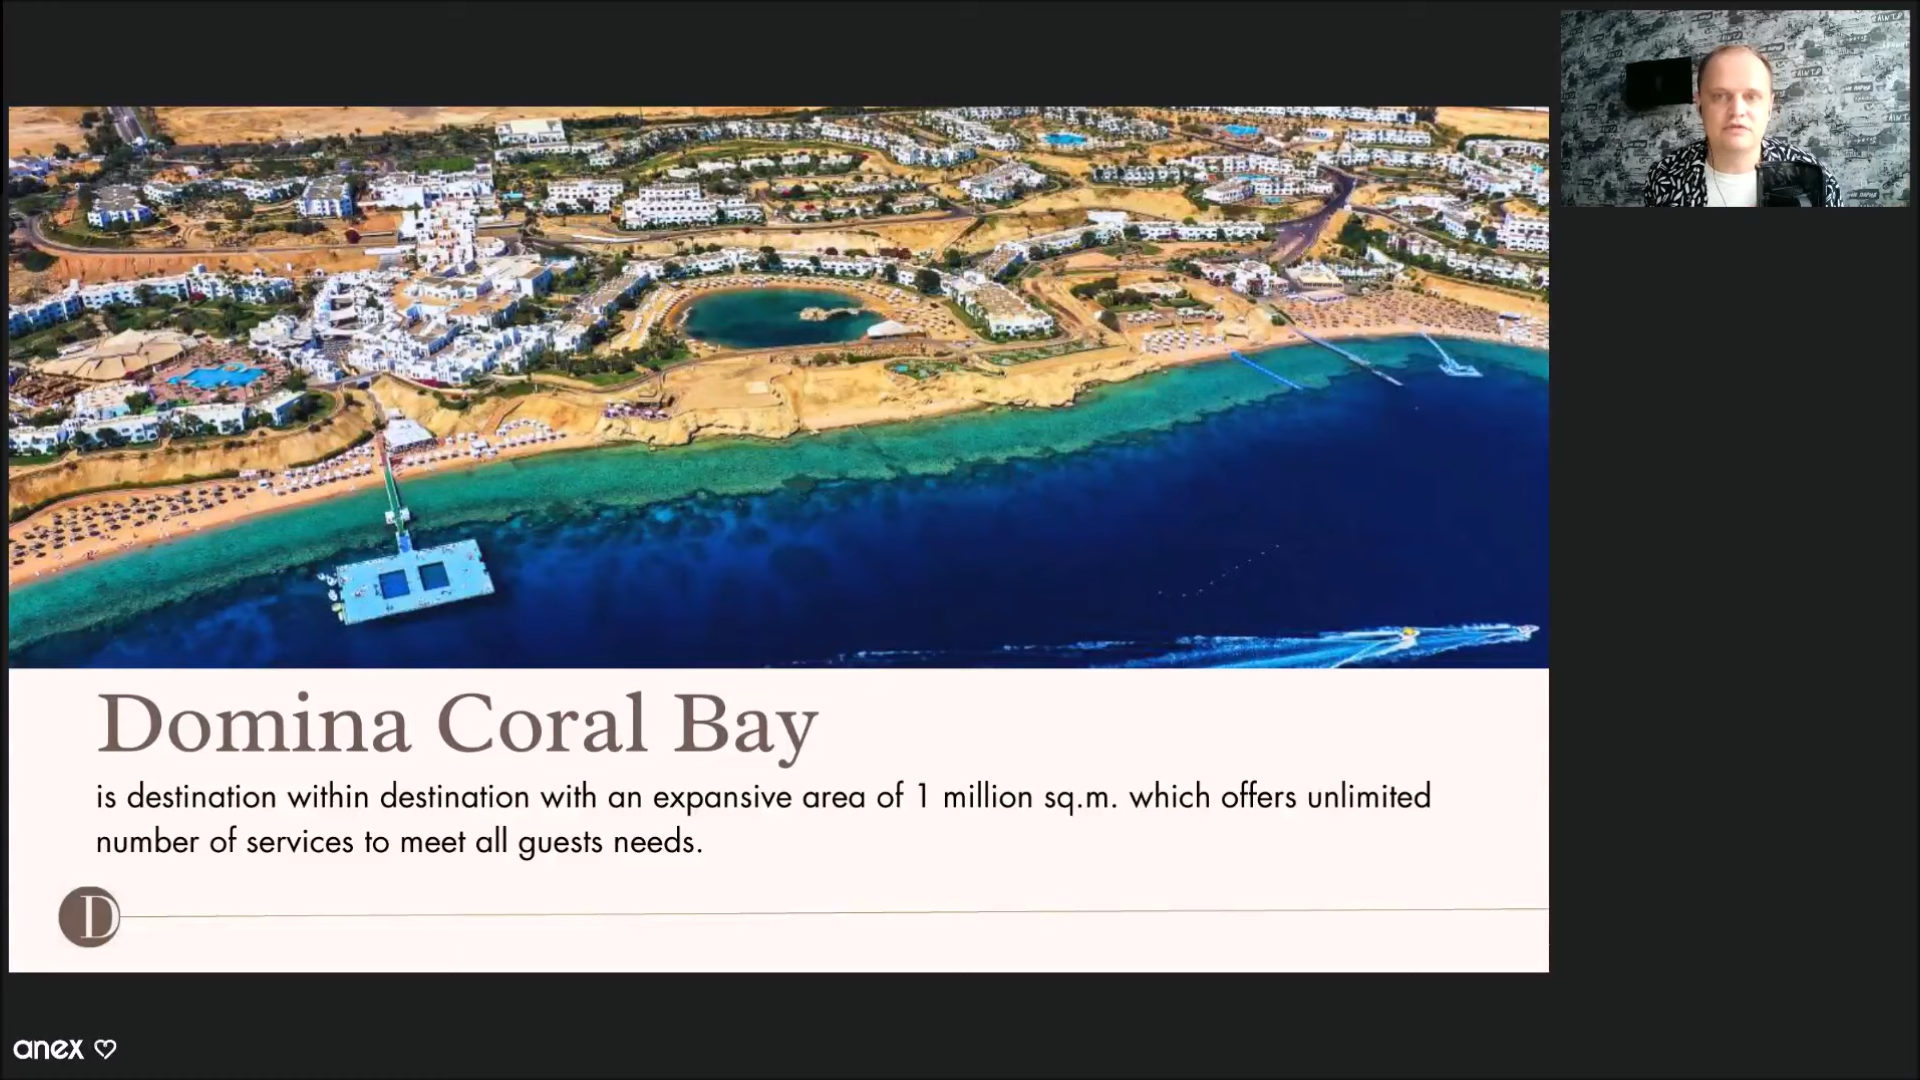 Domina Coral Bay
is destination within destination with an expansive area of 1 million sq.m. which offers unlimited
number of services to meet all guests needs.
D
anex